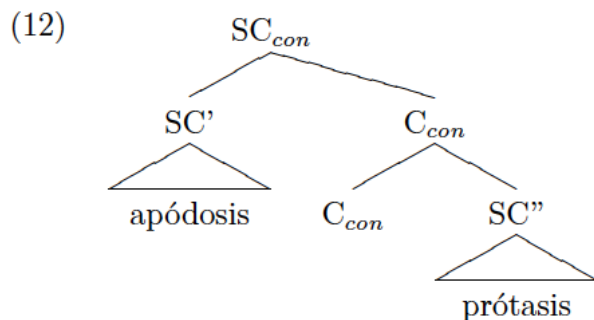 (12) SC_con
SC' C_con
apódosis C_con SC”
prótasis